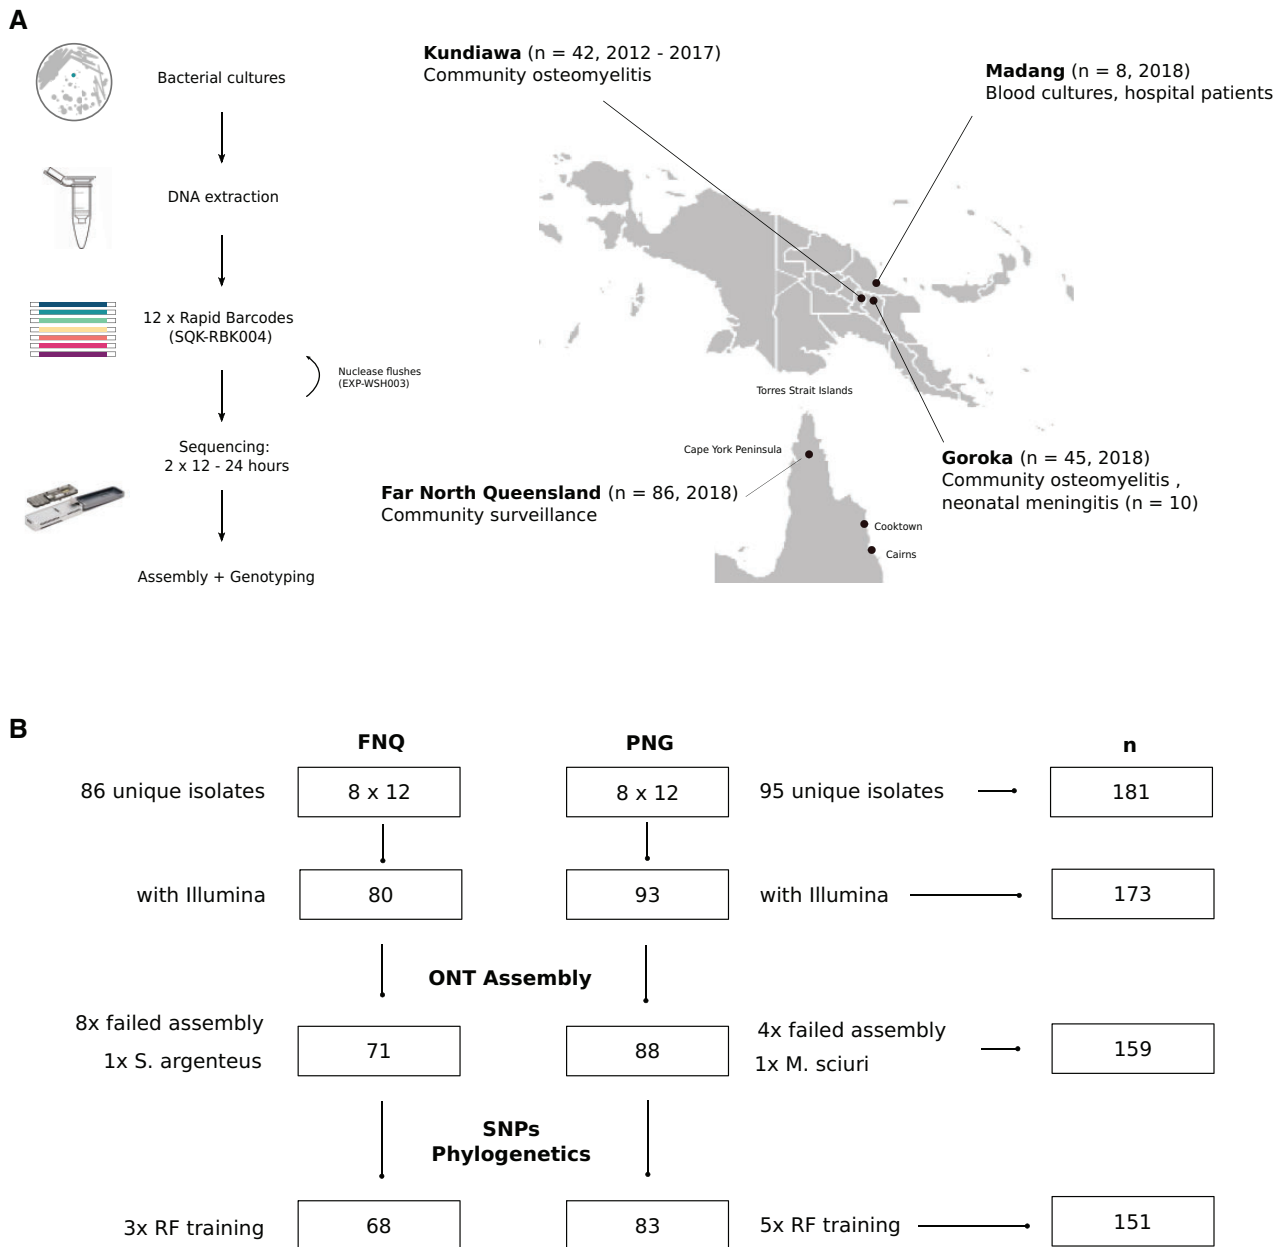 A
Bacterial cultures
DNA extraction
12 x Rapid Barcodes
(SQK-RBK004)
Nuclease flushes
(EXP-WSH003)
Sequencing:
2 x 12 - 24 hours
Assembly + Genotyping
Kundiawa (n = 42, 2012 - 2017)
Community osteomyelitis
Madang (n = 8, 2018)
Blood cultures, hospital patients
Torres Strait Islands
Cape York Peninsula
Far North Queensland (n = 86, 2018)
Community surveillance
Goroka (n = 45, 2018)
Community osteomyelitis ,
neonatal meningitis (n = 10)
Cooktown
Cairns
B
FNQ PNG n
86 unique isolates 8 x 12 8 x 12 95 unique isolates 181
with Illumina 80 93 with Illumina 173
ONT Assembly
8x failed assembly
1x S. argenteus
71 88
4x failed assembly
1x M. sciuri
159
SNPs
Phylogenetics
3x RF training 68 83 5x RF training 151